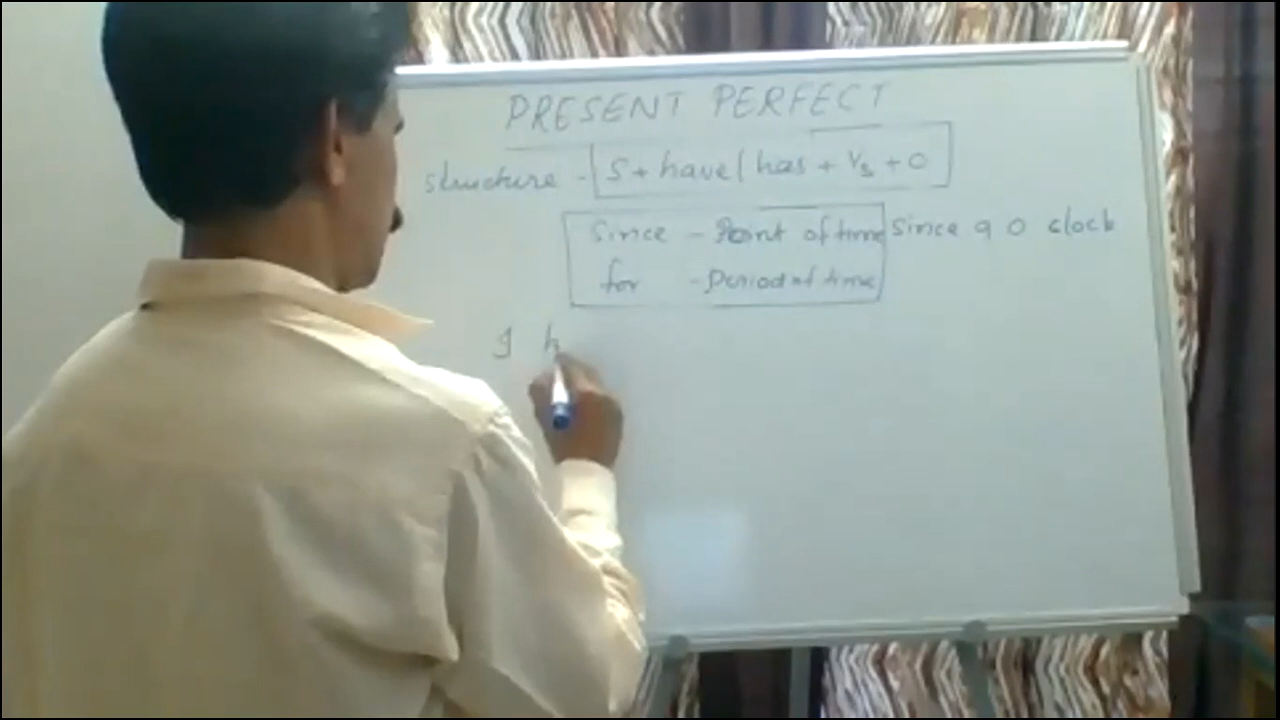 PRESENT PERFECT
Structure - S + have / has + V3 + O
Since - Point of time Since 9 O clock
for - Period of time
I h